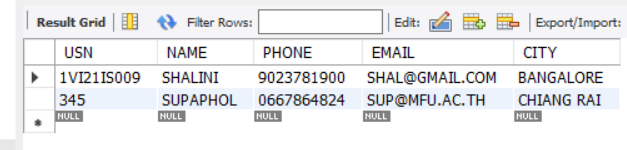 Result Grid Filter Rows: Edit: Export/Import:
USN NAME PHONE EMAIL CITY
1VI21IS009 SHALINI 9023781900 SHAL@GMAIL.COM BANGALORE
345 SUPAPHOL 0667864824 SUP@MFU.AC.TH CHIANG RAI
NULL NULL NULL NULL NULL